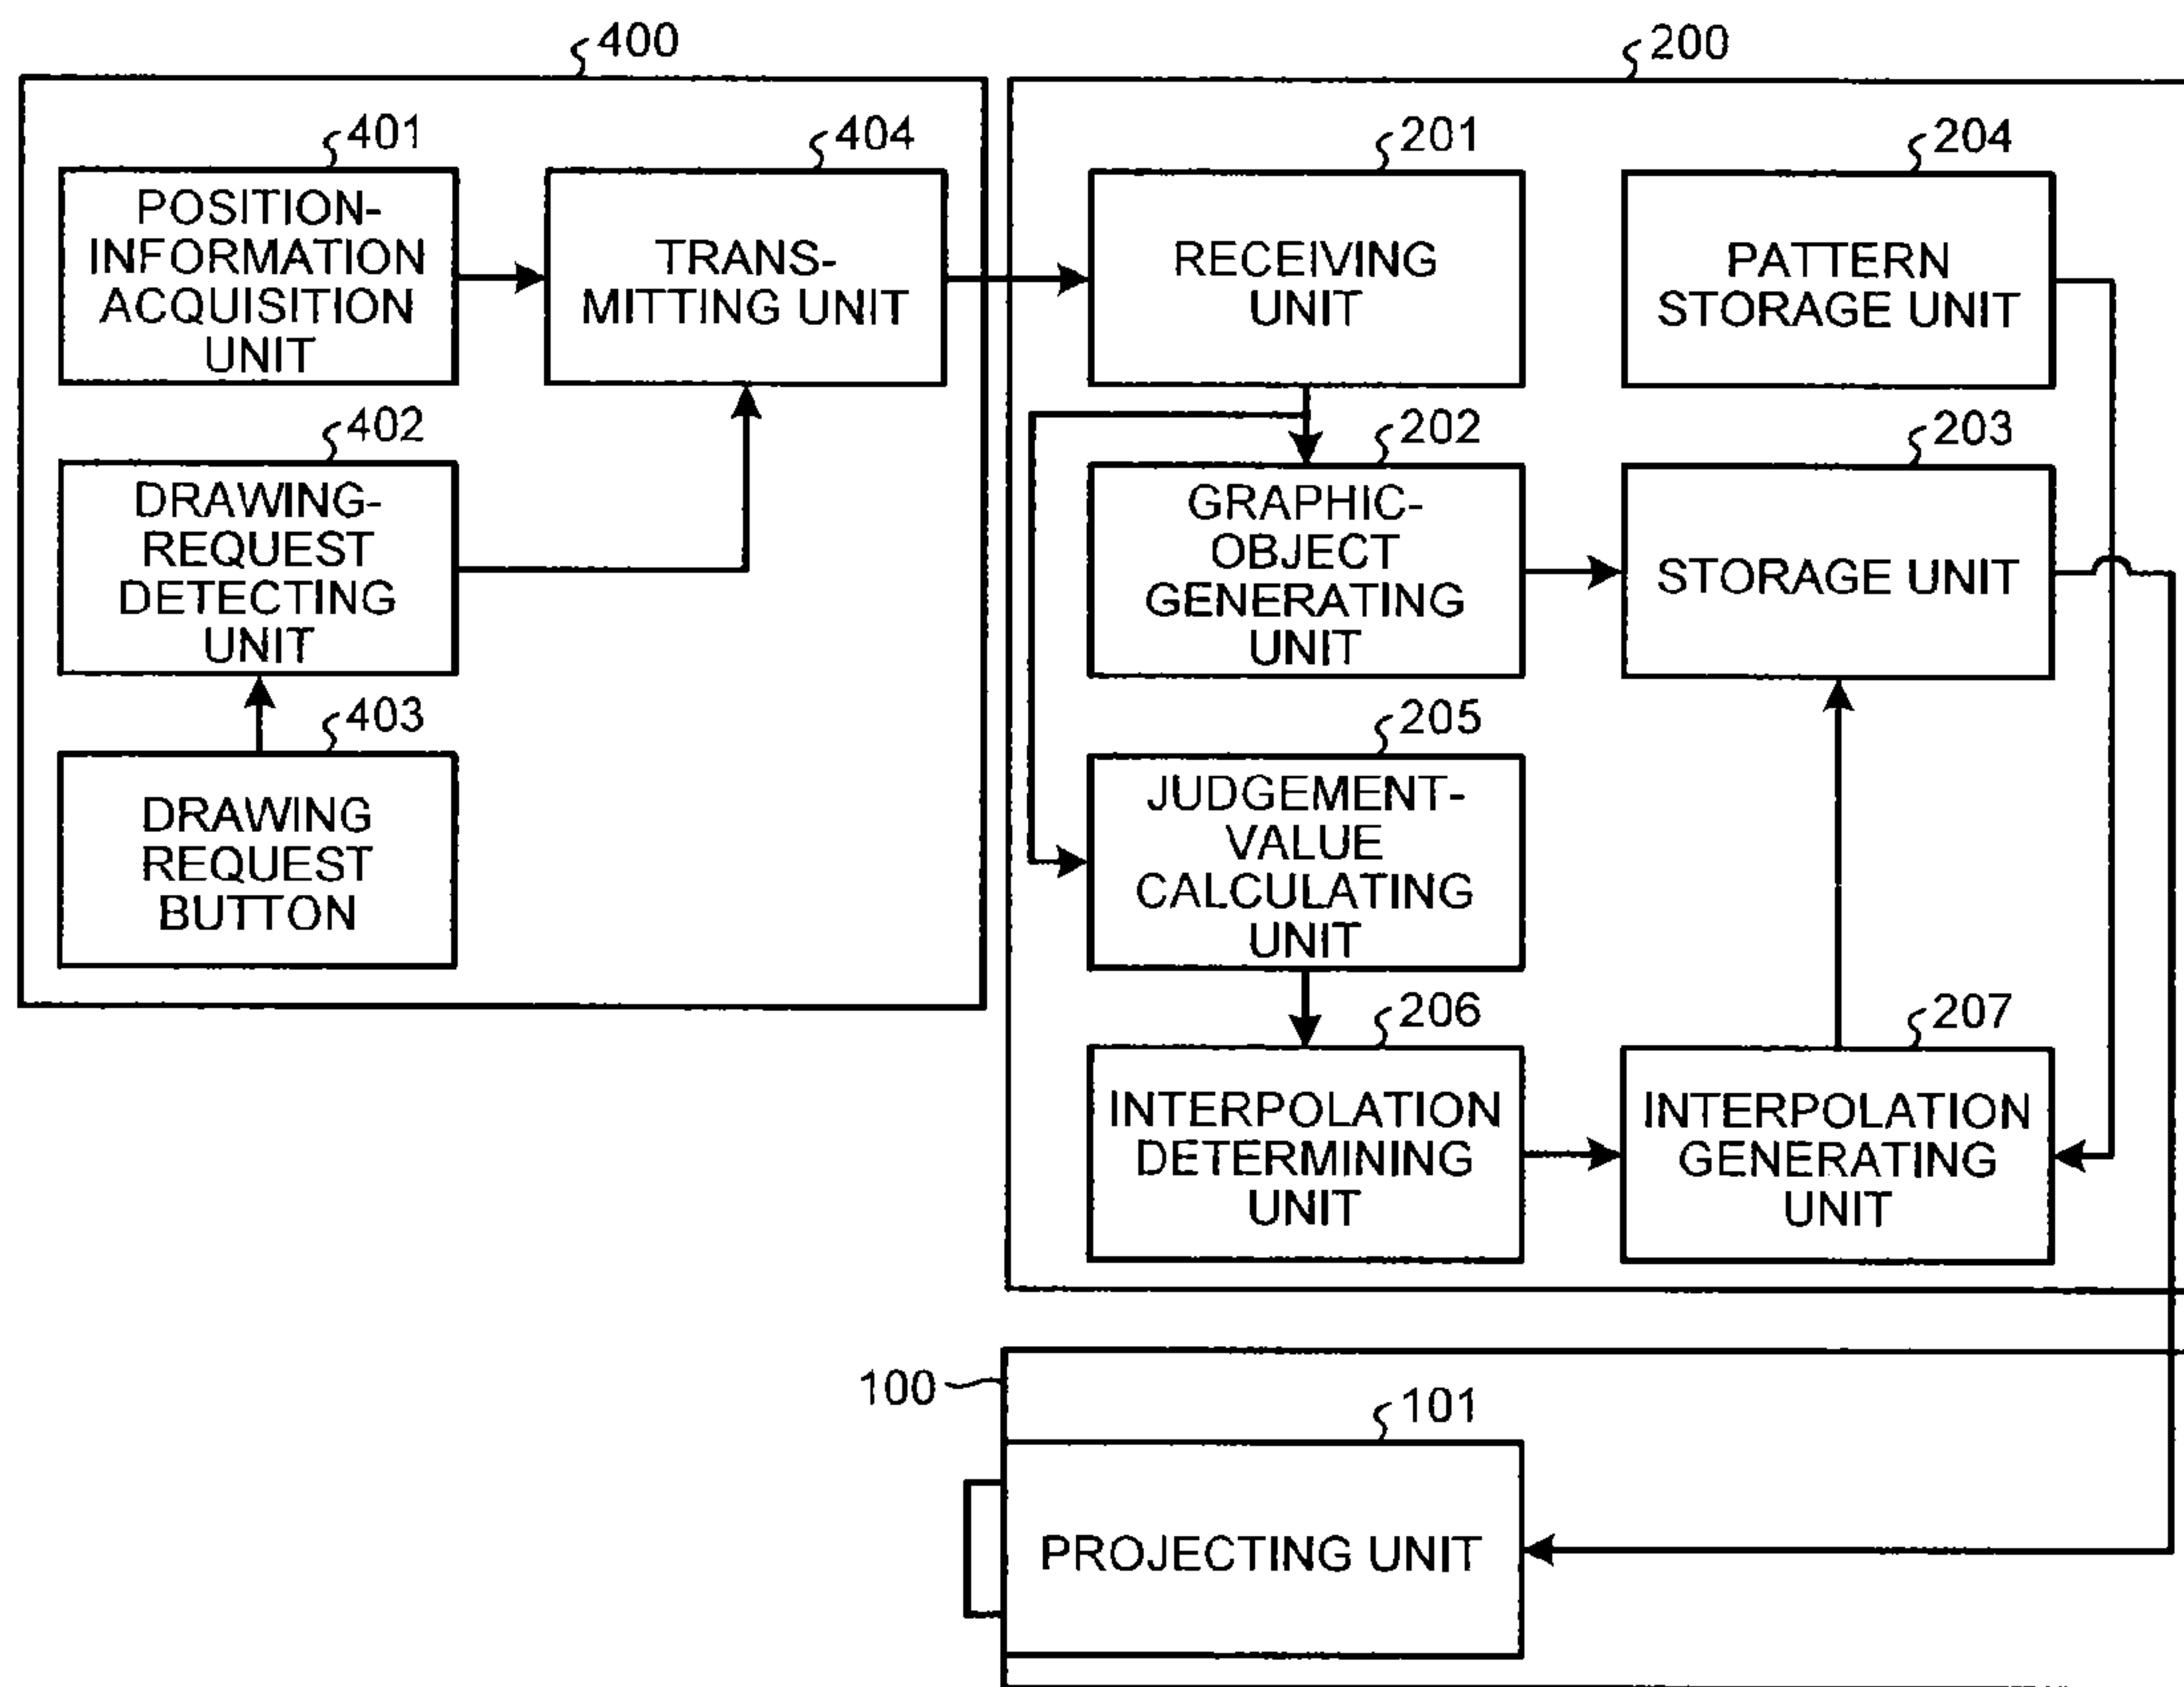 400
200
401
POSITION-
INFORMATION
ACQUISITION
UNIT
404
TRANS-
MITTING UNIT
201
RECEIVING
UNIT
204
PATTERN
STORAGE UNIT
402
DRAWING-
REQUEST
DETECTING
UNIT
202
GRAPHIC-
OBJECT
GENERATING
UNIT
203
STORAGE UNIT
403
DRAWING
REQUEST
BUTTON
205
JUDGEMENT-
VALUE
CALCULATING
UNIT
206
INTERPOLATION
DETERMINING
UNIT
207
INTERPOLATION
GENERATING
UNIT
100
101
PROJECTING UNIT